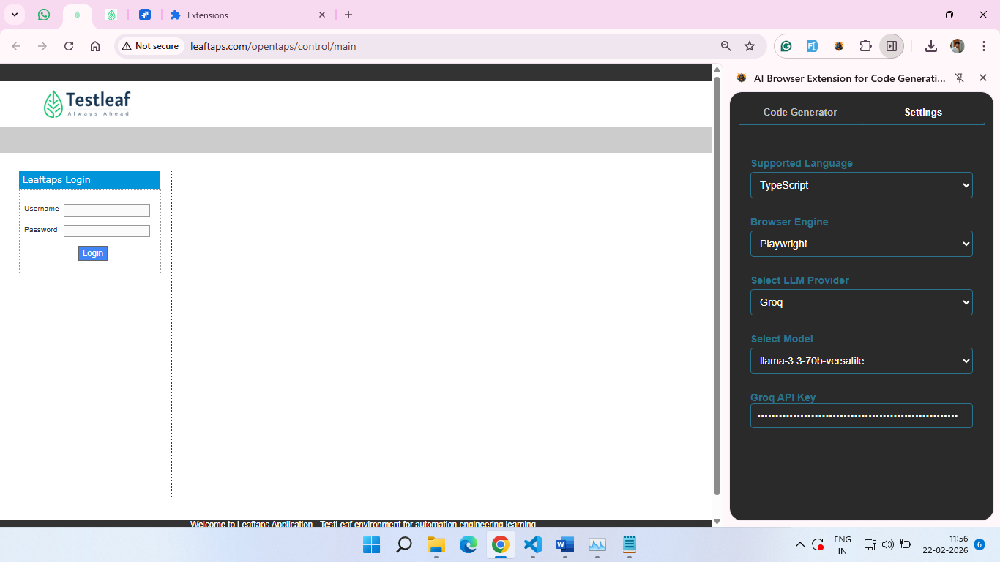 Extensions
Not secure
leaftaps.com/opentaps/control/main
AI Browser Extension for Code Generati...
Testleaf
Always Ahead
Leaftaps Login
Username
Password
Login
Welcome to Leaftaps Application - TestLeaf environment for automation engineering learning
Code Generator
Settings
Supported Language
TypeScript
Browser Engine
Playwright
Select LLM Provider
Groq
Select Model
llama-3.3-70b-versatile
Groq API Key
ENG
IN
11:56
22-02-2026
6